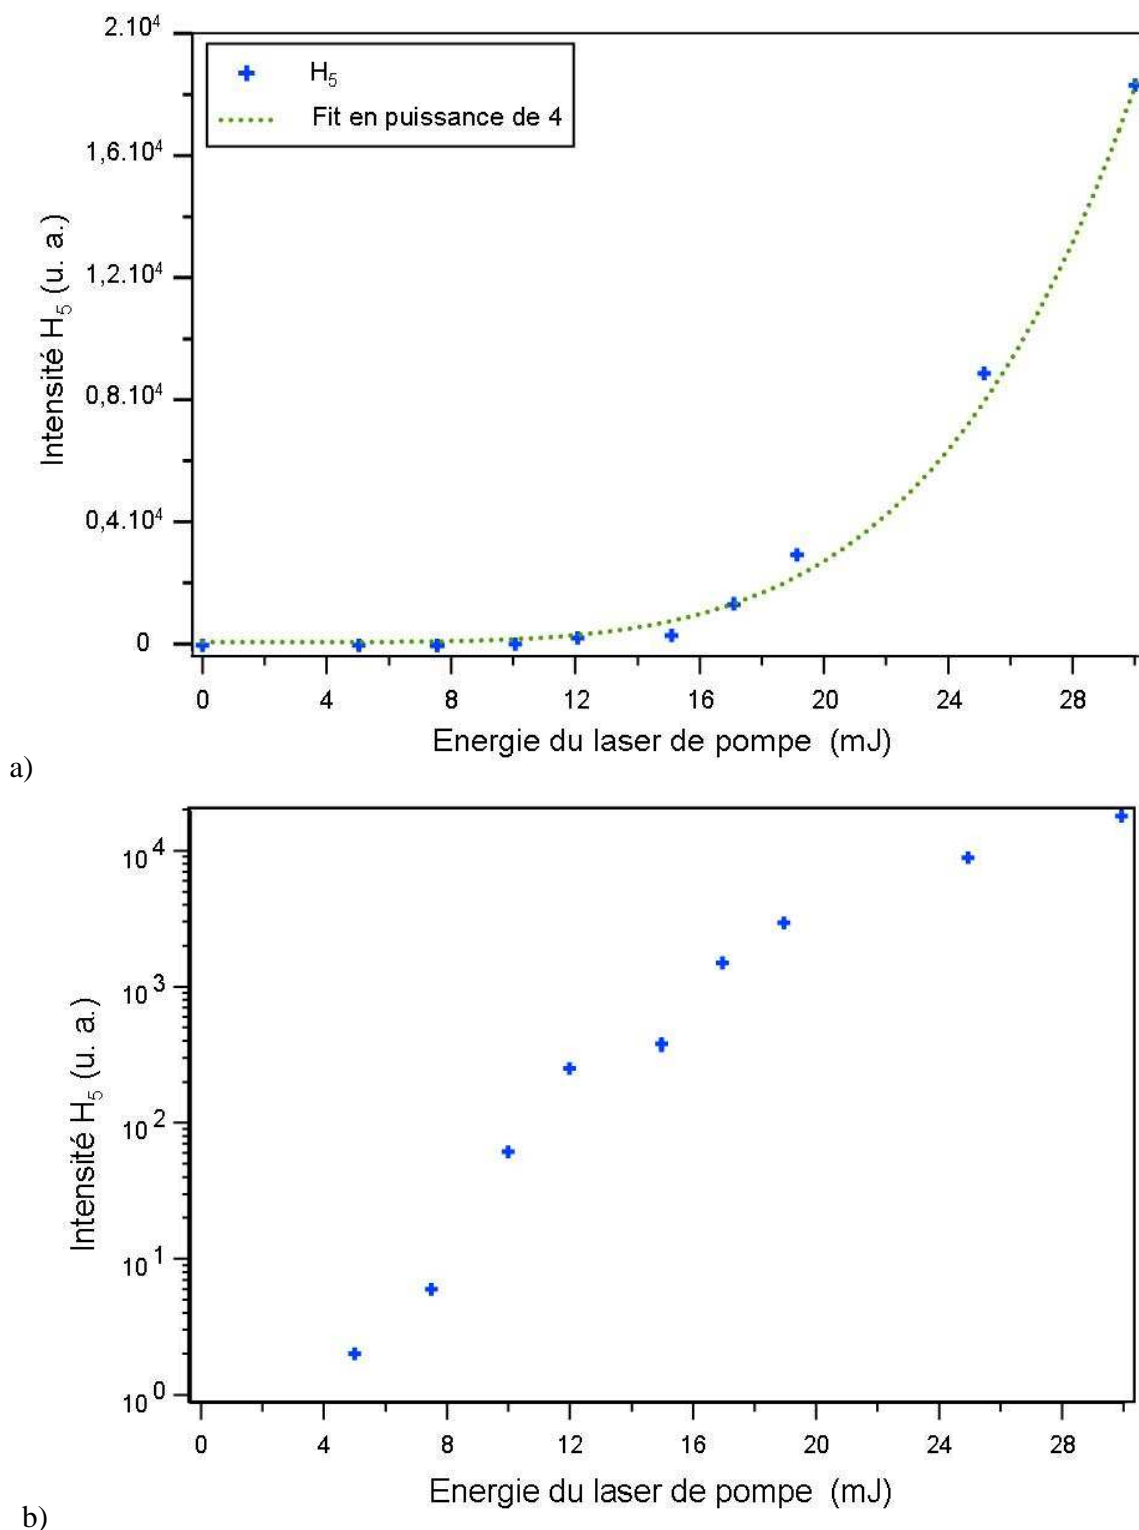 2.10⁴
H₅
Fit en puissance de 4
1,6.10⁴
1,2.10⁴
0,8.10⁴
0,4.10⁴
0
Intensité H₅ (u. a.)
0 4 8 12 16 20 24 28
Energie du laser de pompe (mJ)
a)
10⁴
10³
10²
10¹
10⁰
Intensité H₅ (u. a.)
0 4 8 12 16 20 24 28
Energie du laser de pompe (mJ)
b)